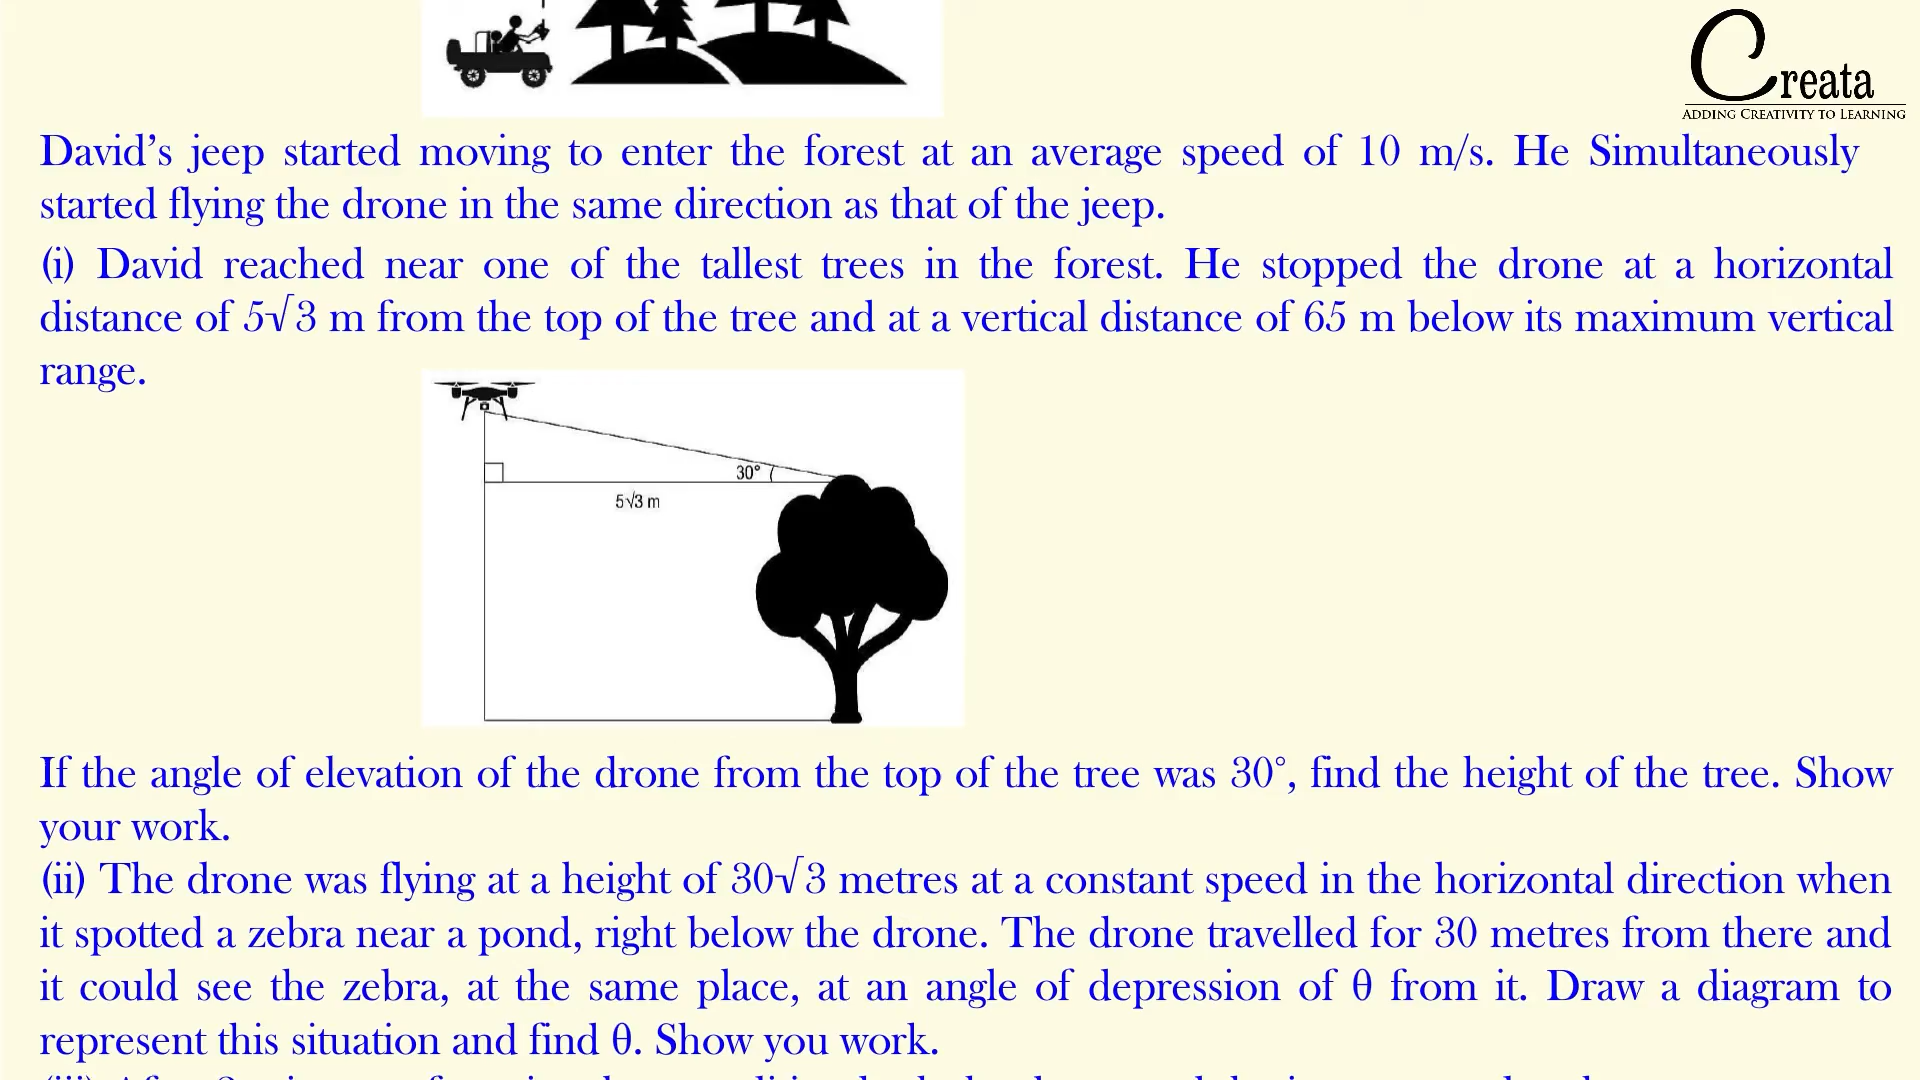 Creata
ADDING CREATIVITY TO LEARNING
David’s jeep started moving to enter the forest at an average speed of 10 m/s. He Simultaneously
started flying the drone in the same direction as that of the jeep.
(i) David reached near one of the tallest trees in the forest. He stopped the drone at a horizontal
distance of 5√3 m from the top of the tree and at a vertical distance of 65 m below its maximum vertical
range.
30°
5√3 m
If the angle of elevation of the drone from the top of the tree was 30°, find the height of the tree. Show
your work.
(ii) The drone was flying at a height of 30√3 metres at a constant speed in the horizontal direction when
it spotted a zebra near a pond, right below the drone. The drone travelled for 30 metres from there and
it could see the zebra, at the same place, at an angle of depression of θ from it. Draw a diagram to
represent this situation and find θ. Show you work.